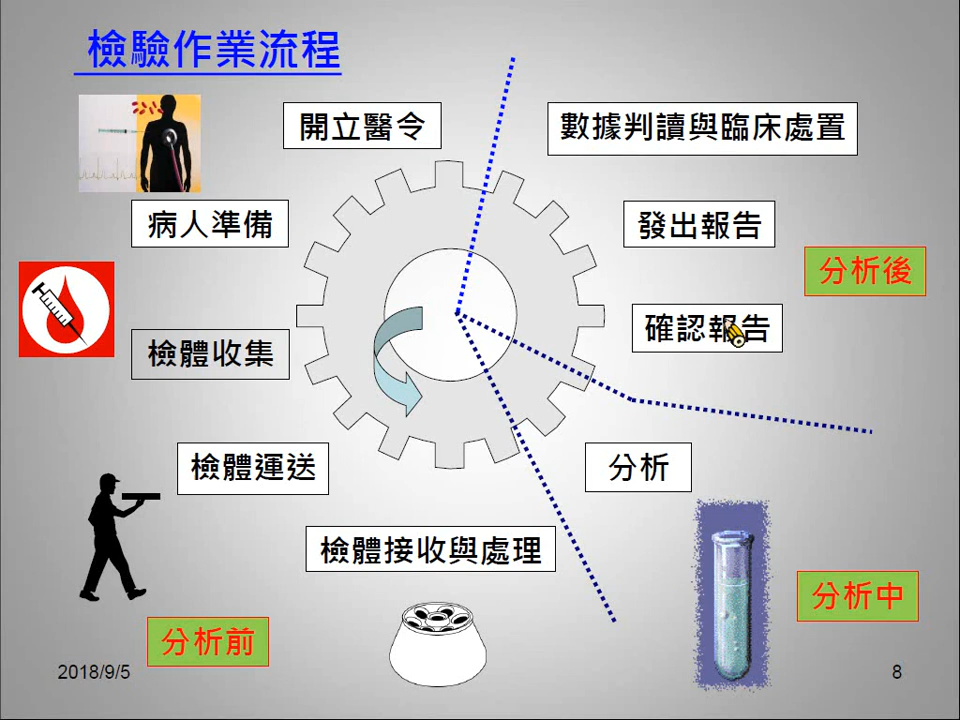 檢驗作業流程
開立醫令
數據判讀與臨床處置
病人準備
發出報告
分析後
確認報告
檢體收集
檢體運送
分析
檢體接收與處理
分析中
分析前
2018/9/5
8